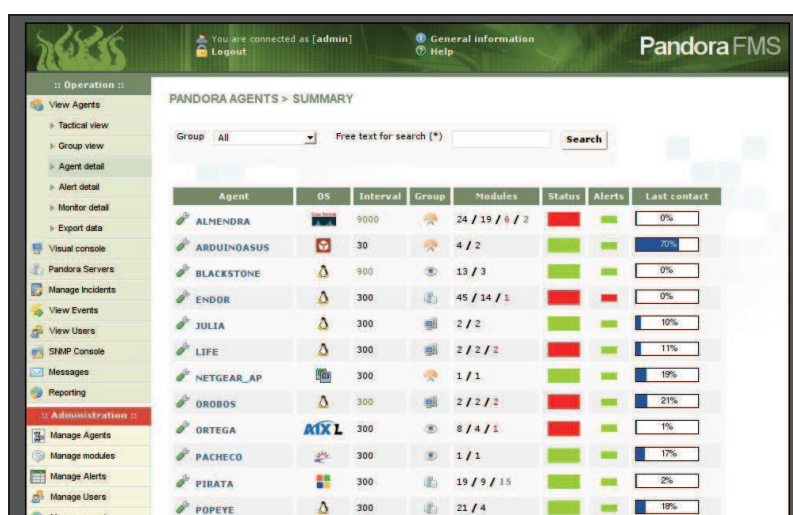 You are connected as [admin]
Logout
General information
Help
Pandora FMS
:: Operation ::
View Agents
Tactical view
Group view
Agent detail
Alert detail
Monitor detail
Export data
Visual console
Pandora Servers
Manage Incidents
View Events
View Users
SNMP Console
Messages
Reporting
:: Administration ::
Manage Agents
Manage modules
Manage Alerts
Manage Users
PANDORA AGENTS > SUMMARY
Group All Free text for search (*) Search
Agent OS Interval Group Modules Status Alerts Last contact
ALMENDRA 9000 24 / 19 / 6 / 2 0%
ARDUINOASUS 30 4 / 2 70%
BLACKSTONE 900 13 / 3 0%
ENDOR 300 45 / 14 / 1 0%
JULIA 300 2 / 2 10%
LIFE 300 2 / 2 / 2 11%
NETGEAR_AP 300 1 / 1 19%
OROBOS 300 2 / 2 / 2 21%
ORTEGA AIX L 300 8 / 4 / 1 1%
PACHECO 300 1 / 1 17%
PIRATA 300 19 / 9 / 15 2%
POPEYE 300 21 / 4 18%